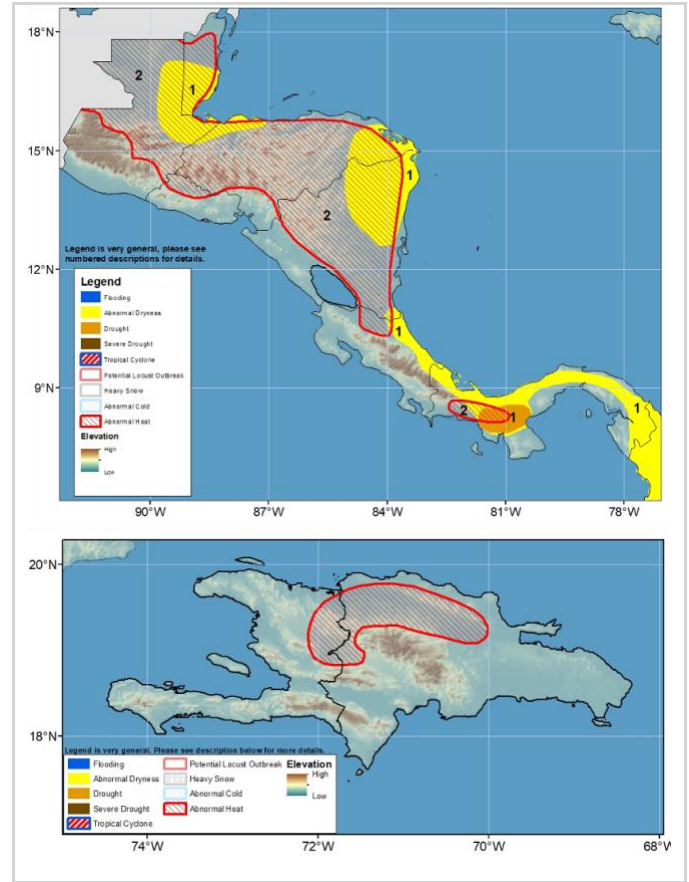 18°N
15°N
12°N
9°N
2
1
1
2
1
2
1
1
Legend is very general, please see
numbered descriptions for details.
Legend
Flooding
Abnormal Dryness
Drought
Severe Drought
Tropical Cyclone
Potential Locust Outbreak
Heavy Snow
Abnormal Cold
Abnormal Heat
Elevation
High
Low
90°W
87°W
84°W
81°W
78°W
20°N
18°N
Legend is very general. Please see description below for more details.
Flooding
Abnormal Dryness
Drought
Severe Drought
Tropical Cyclone
Potential Locust Outbreak
Heavy Snow
Abnormal Cold
Abnormal Heat
Elevation
High
Low
74°W
72°W
70°W
68°W